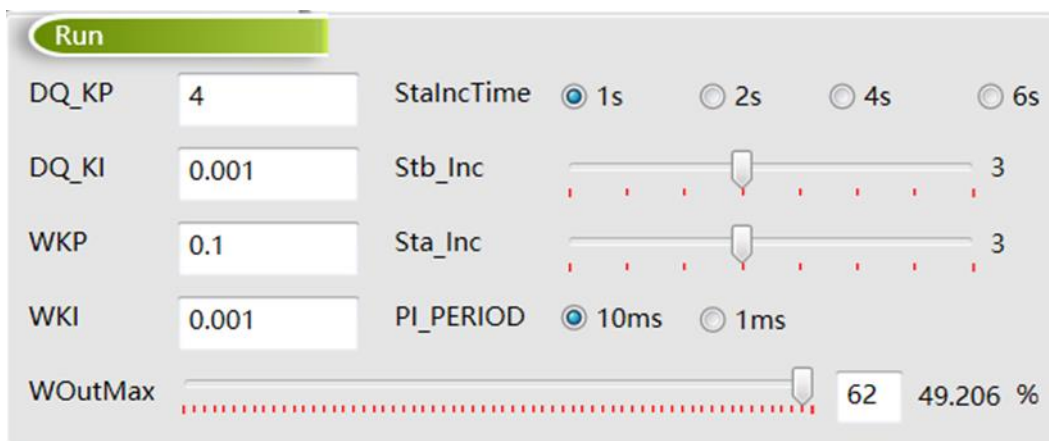 Run
DQ_KP 4 StaIncTime 1s 2s 4s 6s
DQ_KI 0.001 Stb_Inc 3
WKP 0.1 Sta_Inc 3
WKI 0.001 PI_PERIOD 10ms 1ms
WOutMax 62 49.206 %